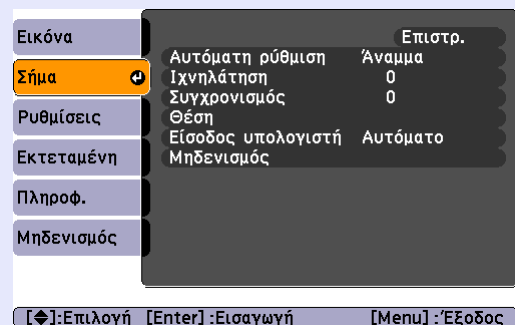 Εικόνα
Σήμα
Ρυθμίσεις
Εκτεταμένη
Πληροφ.
Μηδενισμός
Επιστρ.
Αυτόματη ρύθμιση Άναμμα
Ιχνηλάτηση 0
Συγχρονισμός 0
Θέση
Είσοδος υπολογιστή Αυτόματο
Μηδενισμός
[◆]:Επιλογή [Enter] :Εισαγωγή [Menu] :Έξοδος